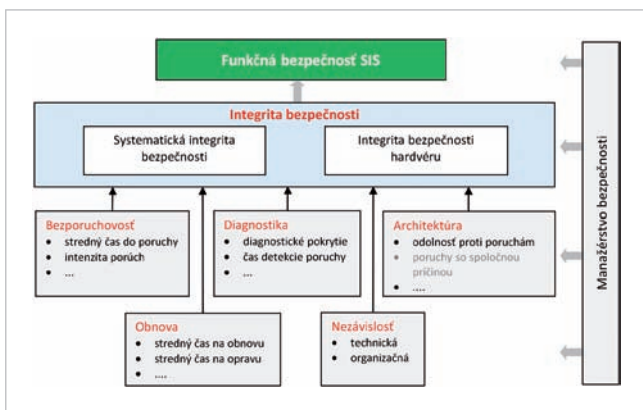 Funkčná bezpečnosť SIS
Integrita bezpečnosti
Systematická integrita
bezpečnosti
Integrita bezpečnosti
hardvéru
Bezporuchovosť
• stredný čas do poruchy
• intenzita porúch
• ...
Diagnostika
• diagnostické pokrytie
• čas detekcie poruchy
• ...
Architektúra
• odolnosť proti poruchám
• poruchy so spoločnou
príčinou
• ....
Obnova
• stredný čas na obnovu
• stredný čas na opravu
• ....
Nezávislosť
• technická
• organizačná
Manažérstvo bezpečnosti